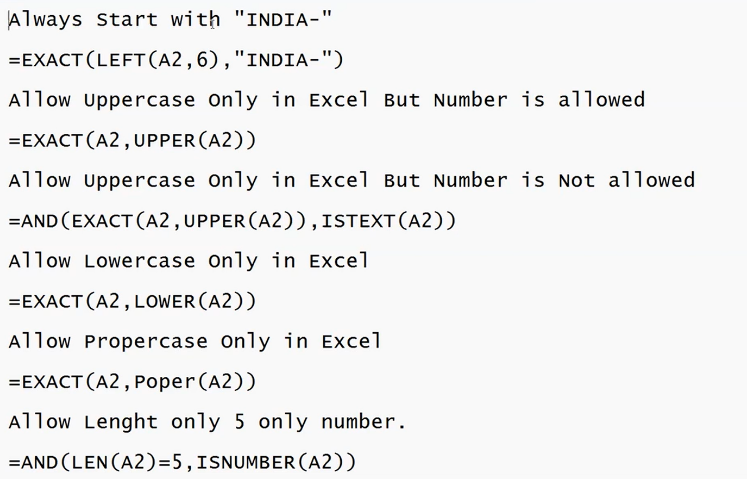 Always Start with "INDIA-"
=EXACT(LEFT(A2,6),"INDIA-")
Allow Uppercase Only in Excel But Number is allowed
=EXACT(A2,UPPER(A2))
Allow Uppercase Only in Excel But Number is Not allowed
=AND(EXACT(A2,UPPER(A2)),ISTEXT(A2))
Allow Lowercase Only in Excel
=EXACT(A2,LOWER(A2))
Allow Propercase Only in Excel
=EXACT(A2,Poper(A2))
Allow Lenght only 5 only number.
=AND(LEN(A2)=5,ISNUMBER(A2))